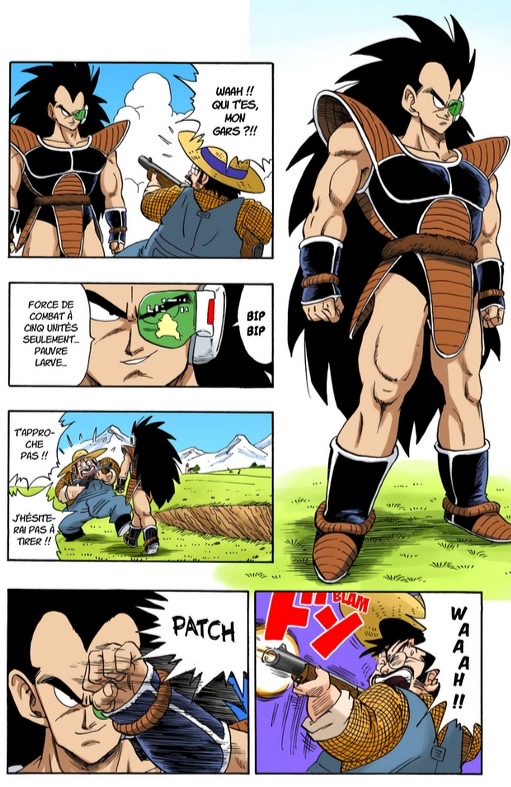 WAAH !!
QUI T'ES,
MON
GARS ?!!
FORCE DE
COMBAT À
CINQ UNITÉS
SEULEMENT...
PAUVRE
LARVE...
BIP
BIP
T'APPRO-
CHE
PAS !!
J'HÉSITE-
RAI PAS À
TIRER !!
PATCH
BLAM
ドン
WAAAH !!